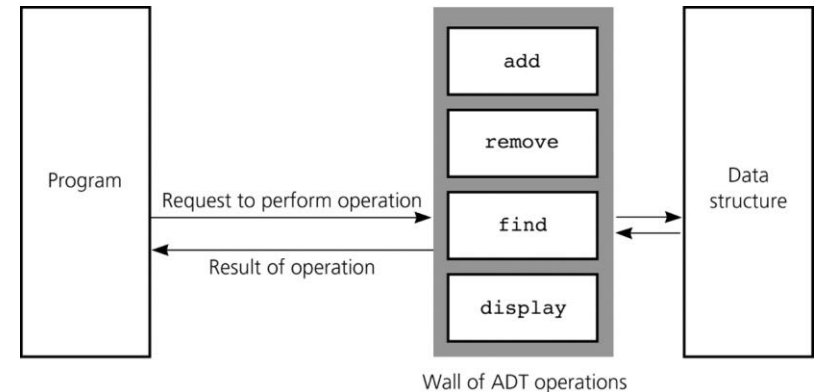 add
remove
Program
Request to perform operation
find
Data
structure
Result of operation
display
Wall of ADT operations